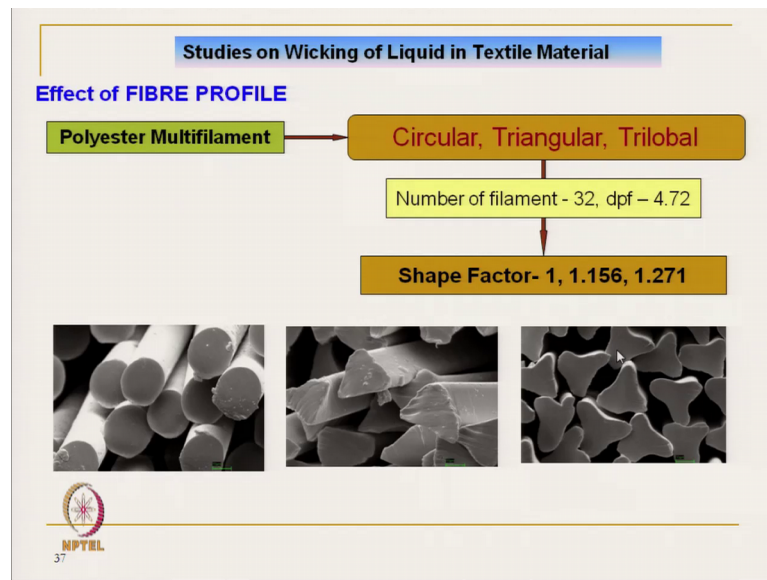 Studies on Wicking of Liquid in Textile Material
Effect of FIBRE PROFILE
Polyester Multifilament
Circular, Triangular, Trilobal
Number of filament - 32, dpf – 4.72
Shape Factor- 1, 1.156, 1.271
NPTEL
37